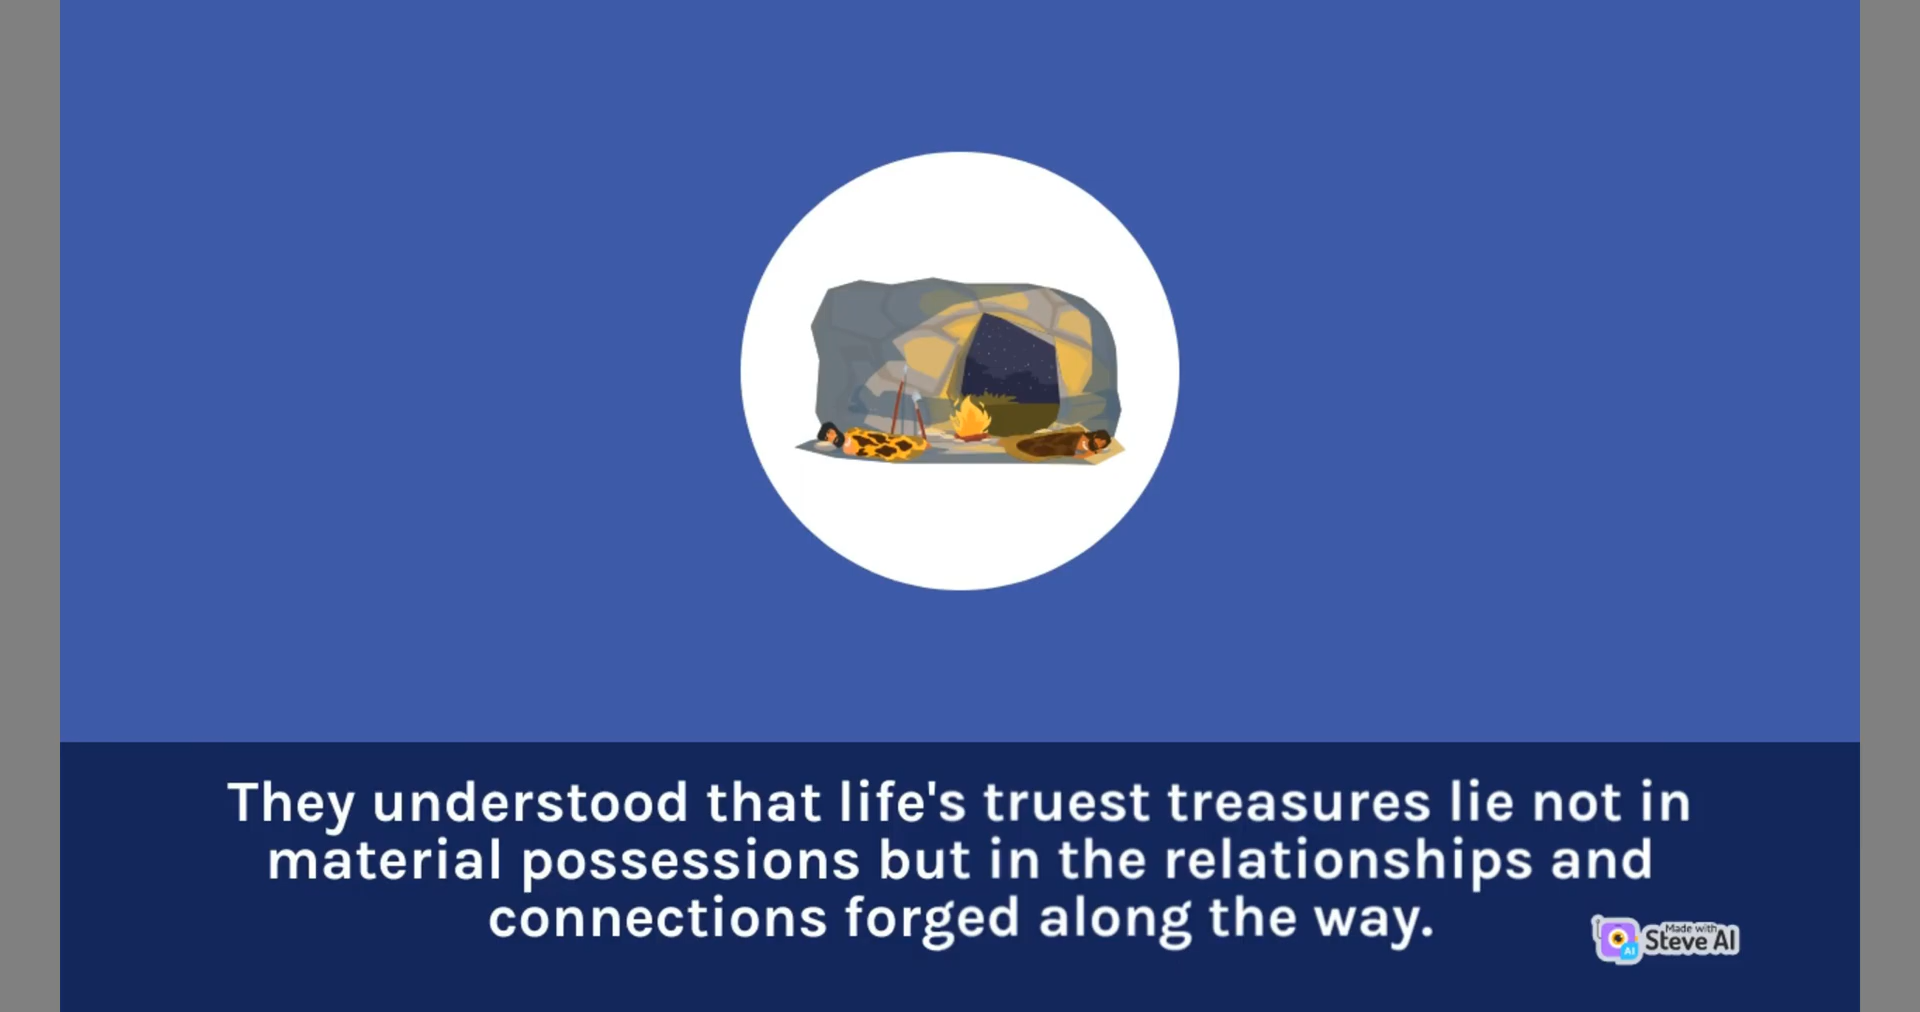 They understood that life's truest treasures lie not in
material possessions but in the relationships and
connections forged along the way.
Made with
Steve AI
AI